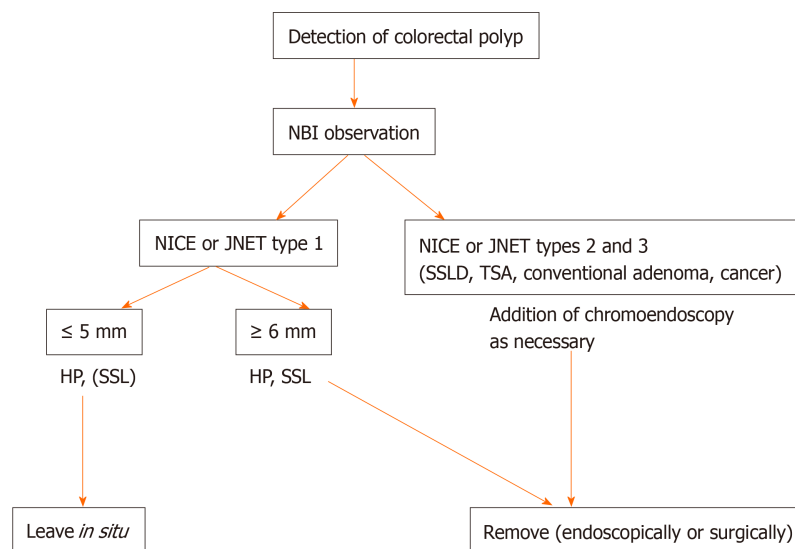 Detection of colorectal polyp
NBI observation
NICE or JNET type 1
NICE or JNET types 2 and 3
(SSLD, TSA, conventional adenoma, cancer)
Addition of chromoendoscopy
as necessary
≤ 5 mm
≥ 6 mm
HP, (SSL)
HP, SSL
Leave in situ
Remove (endoscopically or surgically)